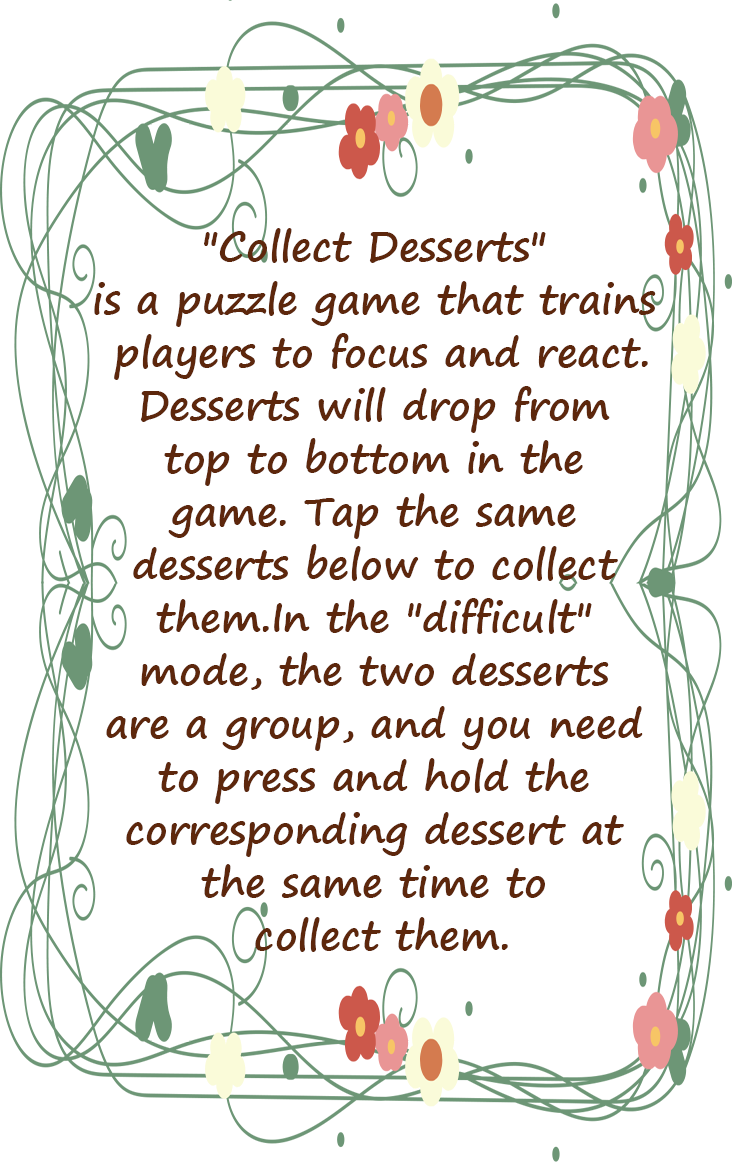 "Collect Desserts"
is a puzzle game that trains
players to focus and react.
Desserts will drop from
top to bottom in the
game. Tap the same
desserts below to collect
them.In the "difficult"
mode, the two desserts
are a group, and you need
to press and hold the
corresponding dessert at
the same time to
collect them.